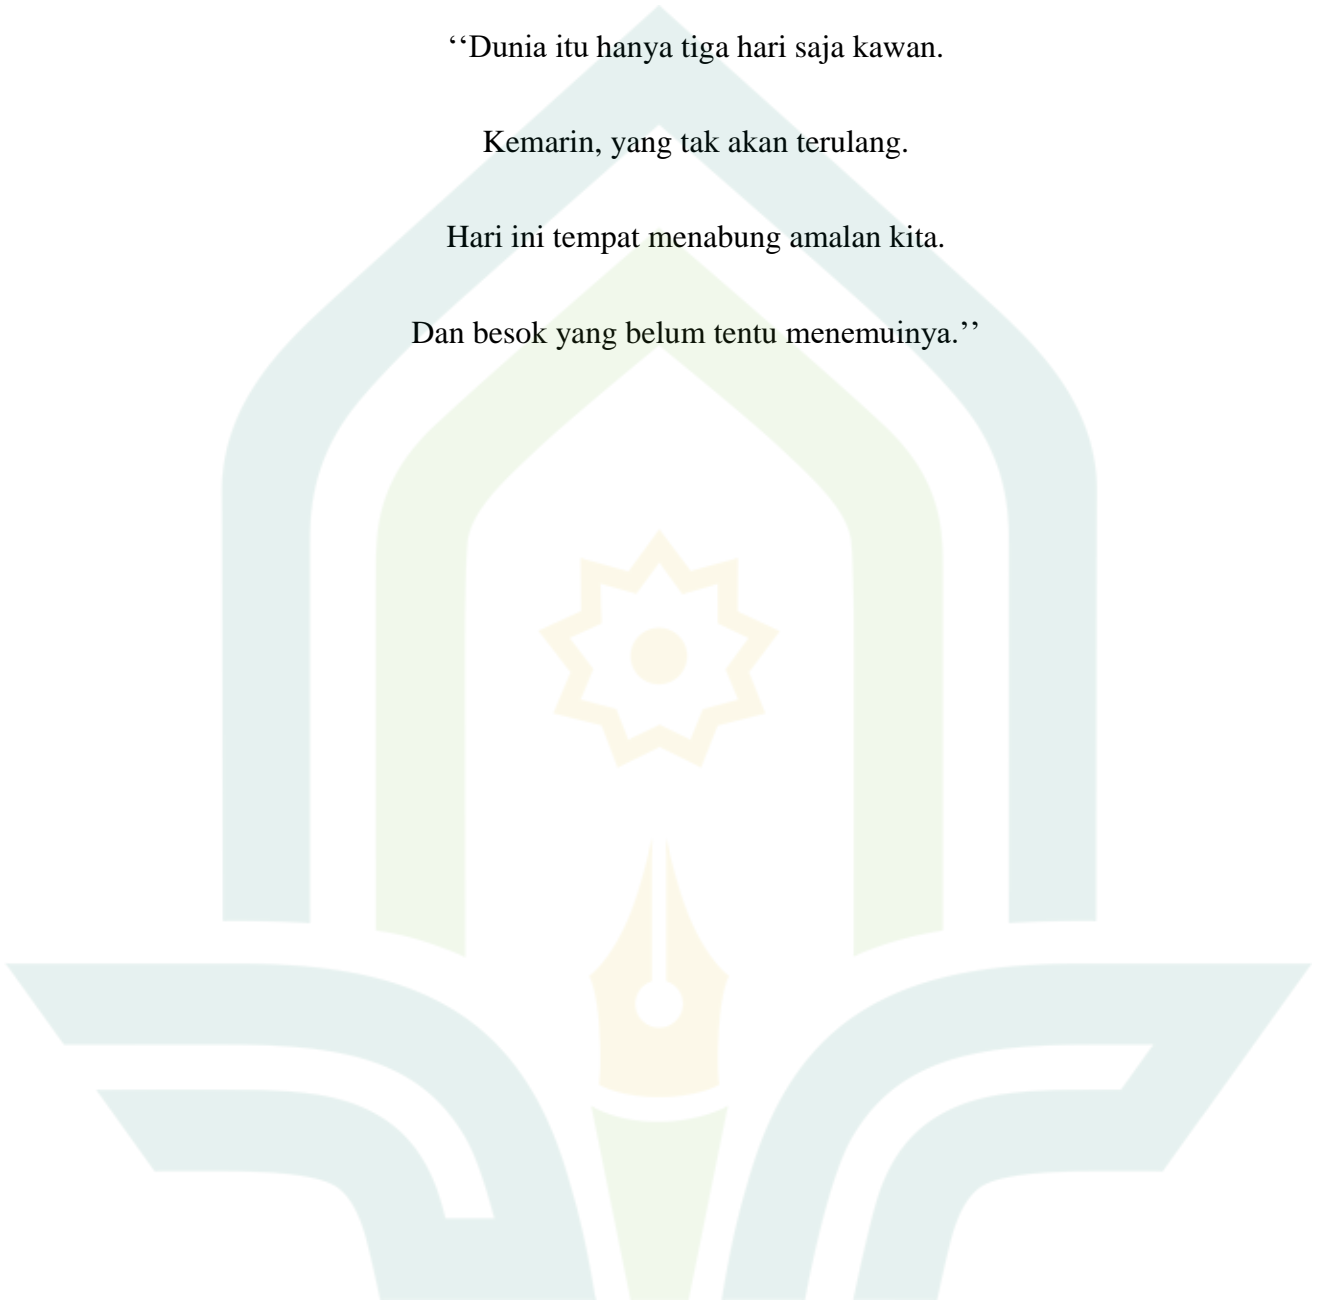 ‘‘Dunia itu hanya tiga hari saja kawan.
Kemarin, yang tak akan terulang.
Hari ini tempat menabung amalan kita.
Dan besok yang belum tentu menemuinya.’’